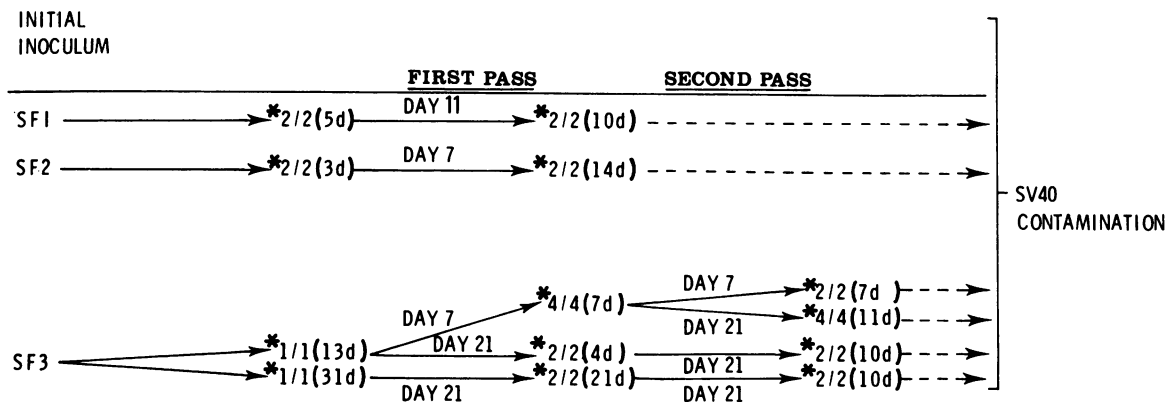 INITIAL
INOCULUM
FIRST PASS SECOND PASS
SF1 *2/2(5d) DAY 11 *2/2(10d)
SF2 *2/2(3d) DAY 7 *2/2(14d)
SV40
CONTAMINATION
DAY 7 *2/2(7d )
*4/4(7d)
DAY 7 DAY 21 *4/4(11d)
SF3 *1/1(13d) DAY 21 *2/2(4d) DAY 21 *2/2(10d)
*1/1(31d) DAY 21 *2/2(21d) DAY 21 *2/2(10d)